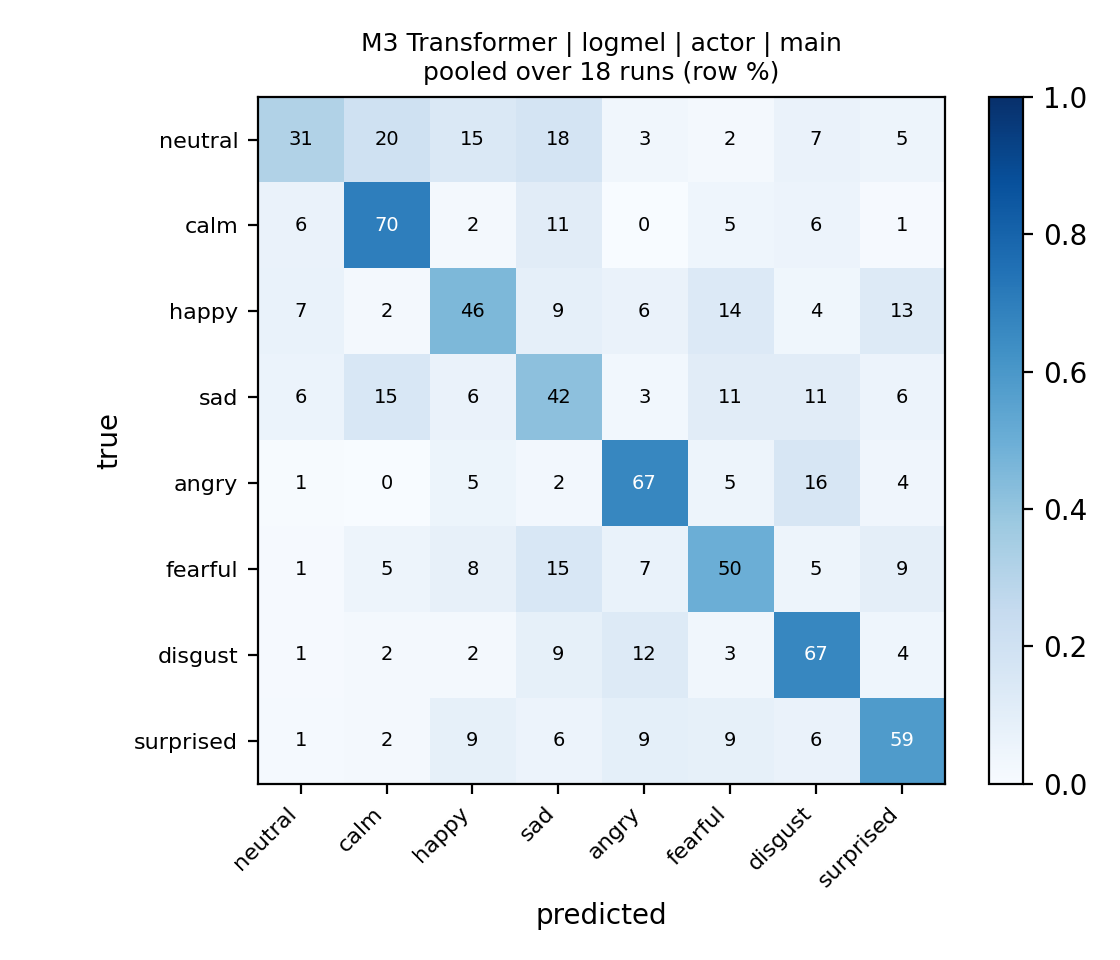 M3 Transformer | logmel | actor | main
pooled over 18 runs (row %)
neutral 31 20 15 18 3 2 7 5
calm 6 70 2 11 0 5 6 1
happy 7 2 46 9 6 14 4 13
sad 6 15 6 42 3 11 11 6
angry 1 0 5 2 67 5 16 4
fearful 1 5 8 15 7 50 5 9
disgust 1 2 2 9 12 3 67 4
surprised 1 2 9 6 9 9 6 59
true
neutral calm happy sad angry fearful disgust surprised
predicted
1.0
0.8
0.6
0.4
0.2
0.0